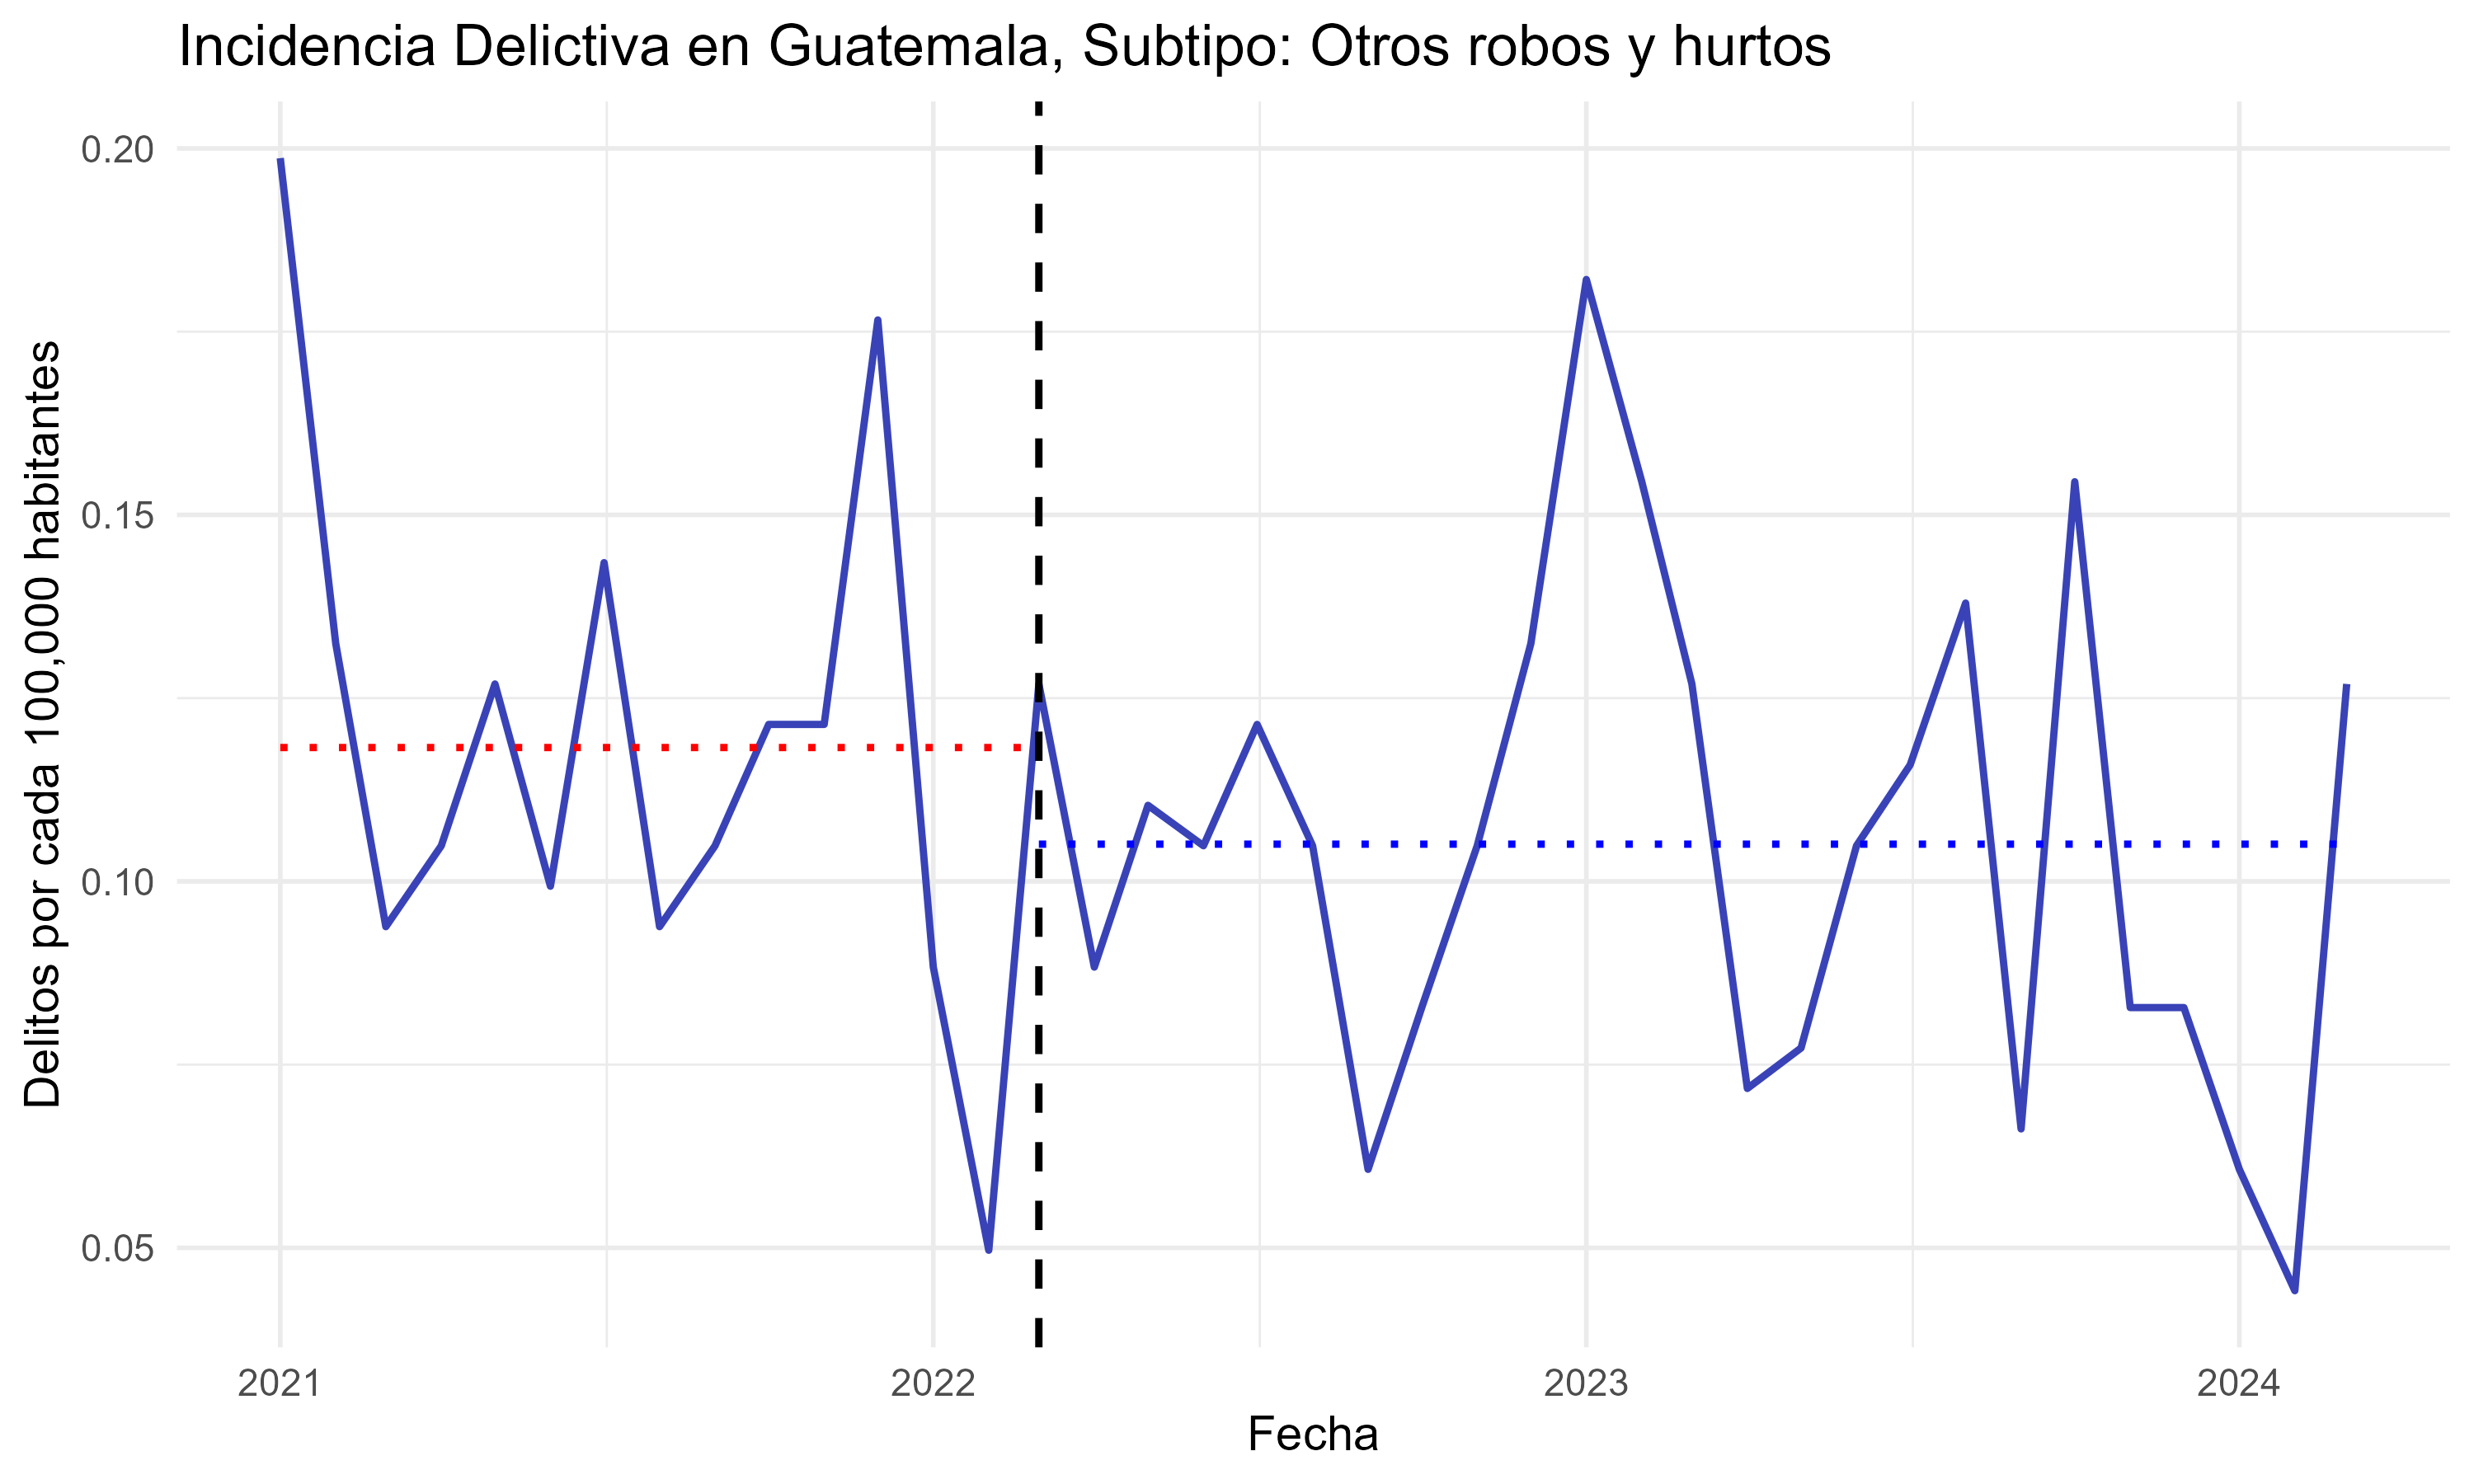 Incidencia Delictiva en Guatemala, Subtipo: Otros robos y hurtos
Delitos por cada 100,000 habitantes
0.20
0.15
0.10
0.05
2021
2022
2023
2024
Fecha